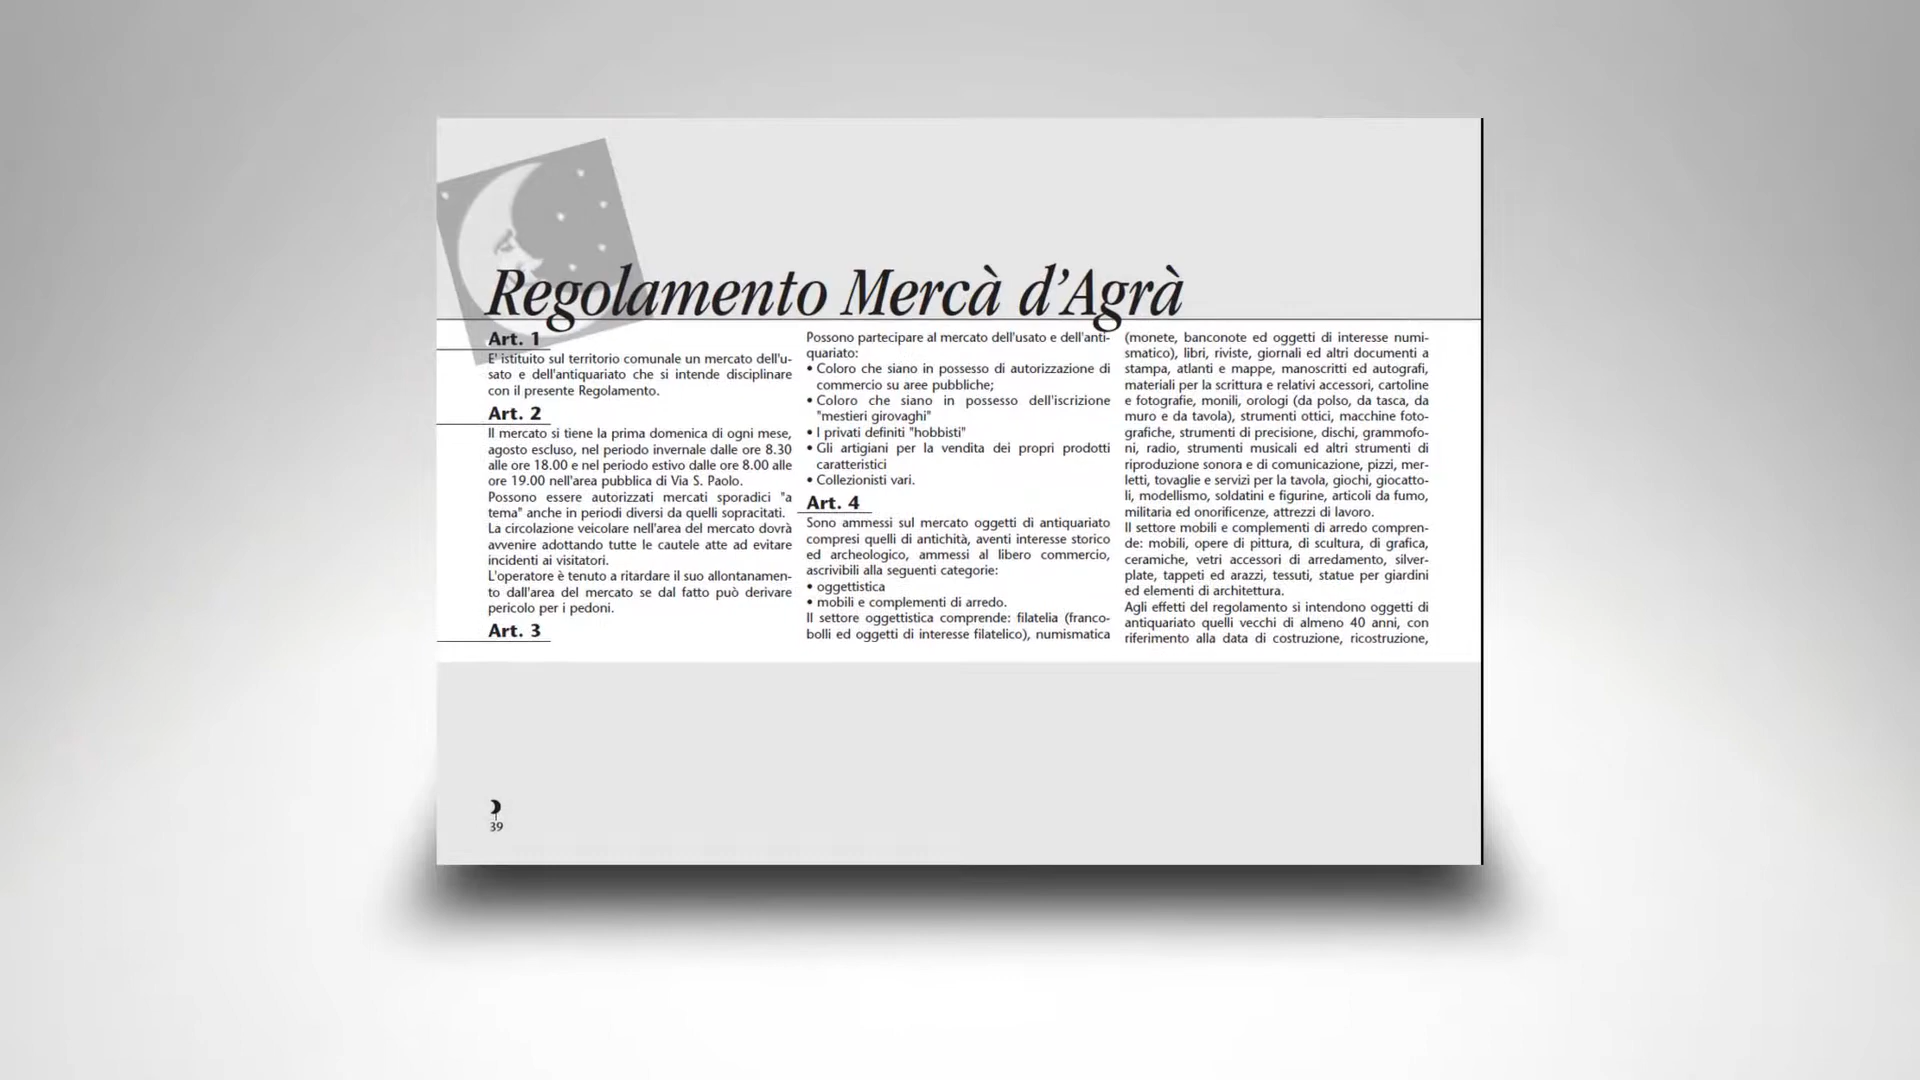 Regolamento Mercà d'Agrà
Art. 1
E' istituito sul territorio comunale un mercato dell'u-
sato e dell'antiquariato che si intende disciplinare
con il presente Regolamento.
Art. 2
Il mercato si tiene la prima domenica di ogni mese,
agosto escluso, nel periodo invernale dalle ore 8.30
alle ore 18.00 e nel periodo estivo dalle ore 8.00 alle
ore 19.00 nell'area pubblica di Via S. Paolo.
Possono essere autorizzati mercati sporadici "a
tema" anche in periodi diversi da quelli sopracitati.
La circolazione veicolare nell'area del mercato dovrà
avvenire adottando tutte le cautele atte ad evitare
incidenti ai visitatori.
L'operatore è tenuto a ritardare il suo allontanamen-
to dall'area del mercato se dal fatto può derivare
pericolo per i pedoni.
Art. 3
Possono partecipare al mercato dell'usato e dell'anti-
quariato:
• Coloro che siano in possesso di autorizzazione di
commercio su aree pubbliche;
• Coloro che siano in possesso dell'iscrizione
"mestieri girovaghi"
• I privati definiti "hobbisti"
• Gli artigiani per la vendita dei propri prodotti
caratteristici
• Collezionisti vari.
Art. 4
Sono ammessi sul mercato oggetti di antiquariato
compresi quelli di antichità, aventi interesse storico
ed archeologico, ammessi al libero commercio,
ascrivibili alla seguenti categorie:
• oggettistica
• mobili e complementi di arredo.
Il settore oggettistica comprende: filatelia (franco-
bolli ed oggetti di interesse filatelico), numismatica
(monete, banconote ed oggetti di interesse numi-
smatico), libri, riviste, giornali ed altri documenti a
stampa, atlanti e mappe, manoscritti ed autografi,
materiali per la scrittura e relativi accessori, cartoline
e fotografie, monili, orologi (da polso, da tasca, da
muro e da tavola), strumenti ottici, macchine foto-
grafiche, strumenti di precisione, dischi, grammofo-
ni, radio, strumenti musicali ed altri strumenti di
riproduzione sonora e di comunicazione, pizzi, mer-
letti, tovaglie e servizi per la tavola, giochi, giocatto-
li, modellismo, soldatini e figurine, articoli da fumo,
militaria ed onorificenze, attrezzi di lavoro.
Il settore mobili e complementi di arredo compren-
de: mobili, opere di pittura, di scultura, di grafica,
ceramiche, vetri accessori di arredamento, silver-
plate, tappeti ed arazzi, tessuti, statue per giardini
ed elementi di architettura.
Agli effetti del regolamento si intendono oggetti di
antiquariato quelli vecchi di almeno 40 anni, con
riferimento alla data di costruzione, ricostruzione,
39